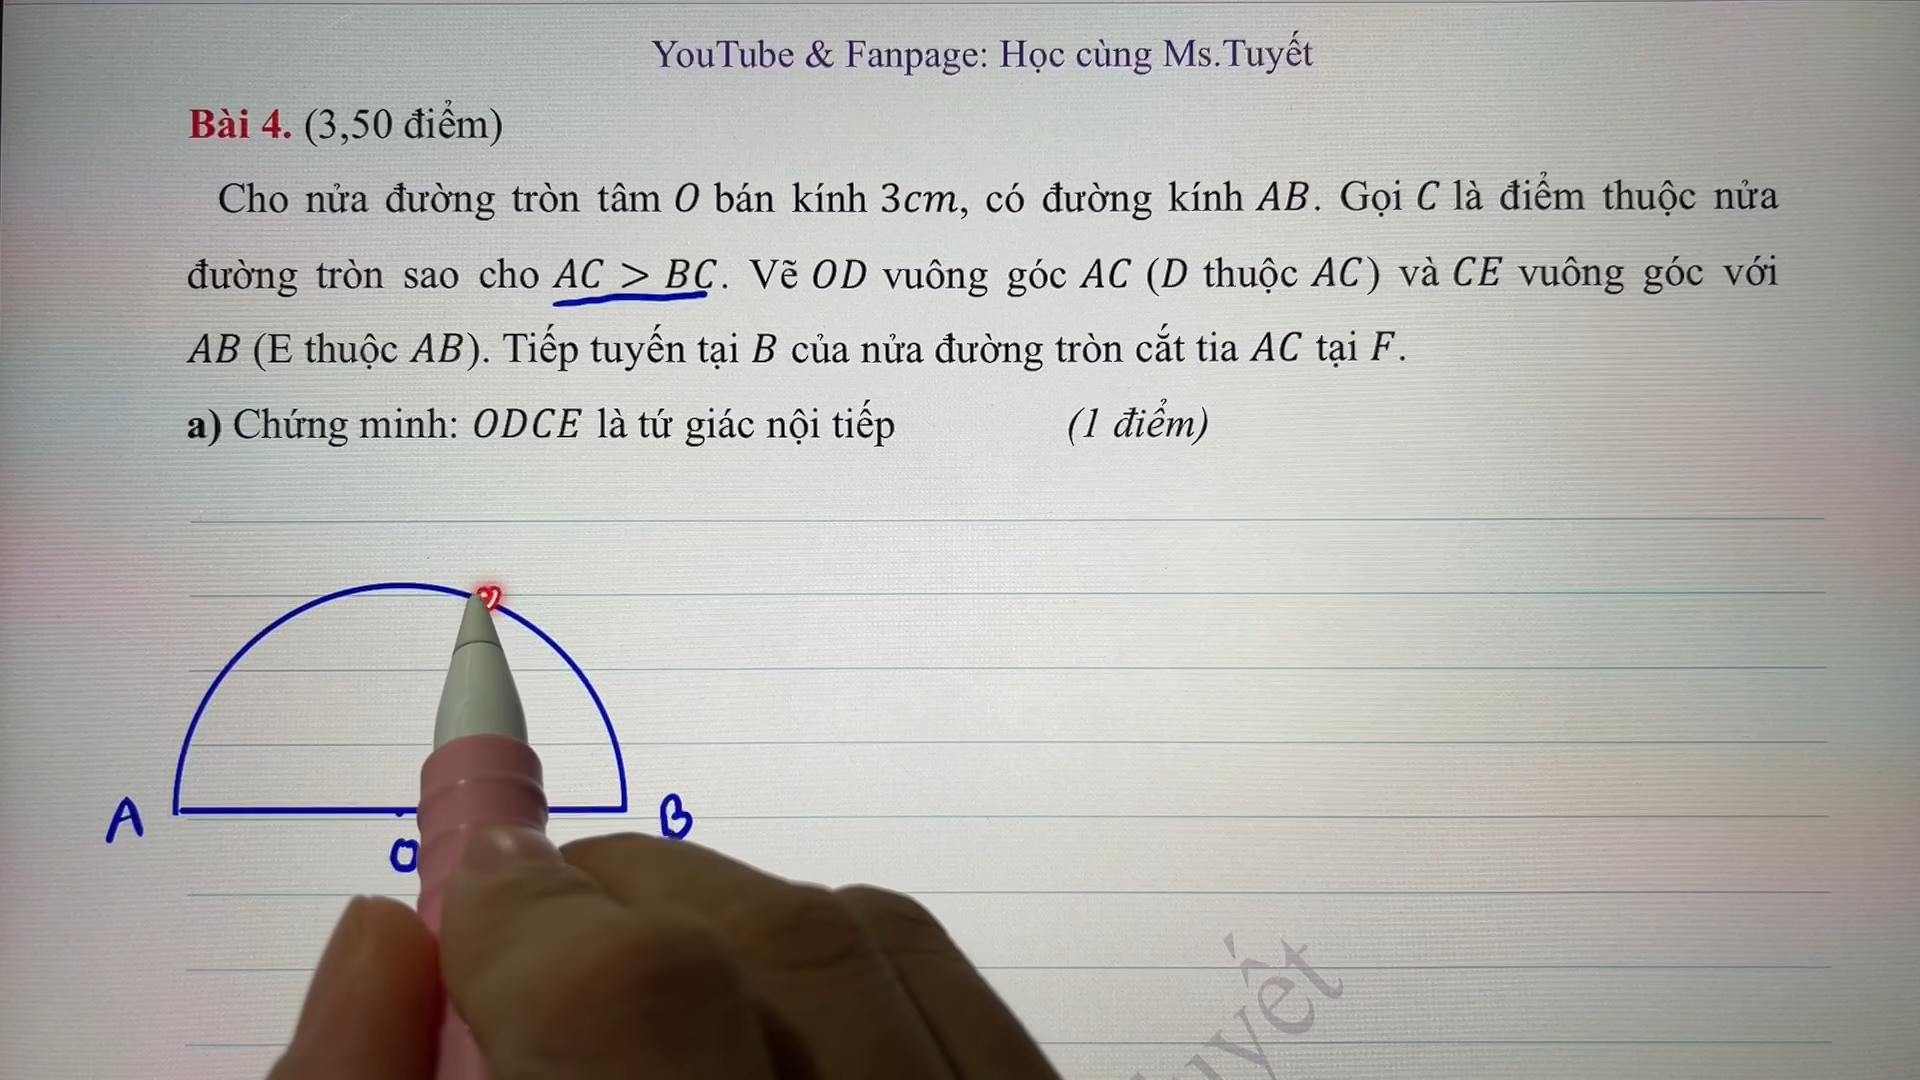 YouTube & Fanpage: Học cùng Ms.Tuyết
Bài 4. (3,50 điểm)
Cho nửa đường tròn tâm O bán kính 3cm, có đường kính AB. Gọi C là điểm thuộc nửa
đường tròn sao cho AC > BC. Vẽ OD vuông góc AC (D thuộc AC) và CE vuông góc với
AB (E thuộc AB). Tiếp tuyến tại B của nửa đường tròn cắt tia AC tại F.
a) Chứng minh: ODCE là tứ giác nội tiếp (1 điểm)
A
B
O